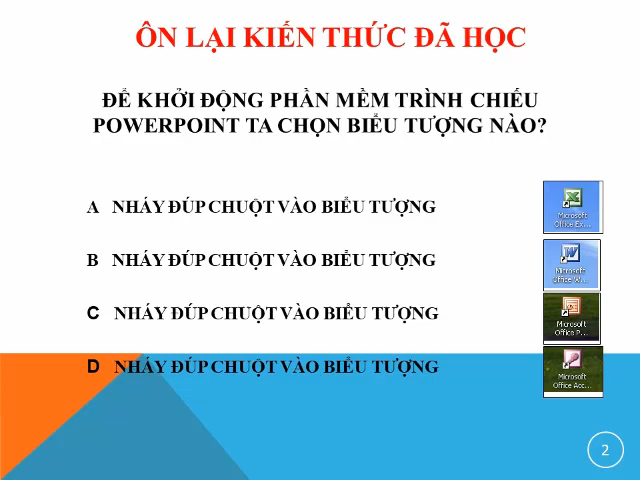 ÔN LẠI KIẾN THỨC ĐÃ HỌC
ĐỂ KHỞI ĐỘNG PHẦN MỀM TRÌNH CHIẾU
POWERPOINT TA CHỌN BIỂU TƯỢNG NÀO?
A NHÁY ĐÚP CHUỘT VÀO BIỂU TƯỢNG
Microsoft
Office Ex...
B NHÁY ĐÚP CHUỘT VÀO BIỂU TƯỢNG
Microsoft
Office W...
C NHÁY ĐÚP CHUỘT VÀO BIỂU TƯỢNG
Microsoft
Office P...
D NHÁY ĐÚP CHUỘT VÀO BIỂU TƯỢNG
Microsoft
Office Acc...
2